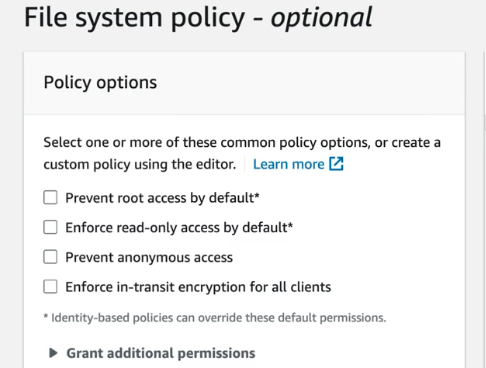 File system policy - optional
Policy options
Select one or more of these common policy options, or create a
custom policy using the editor. Learn more
Prevent root access by default*
Enforce read-only access by default*
Prevent anonymous access
Enforce in-transit encryption for all clients
* Identity-based policies can override these default permissions.
Grant additional permissions